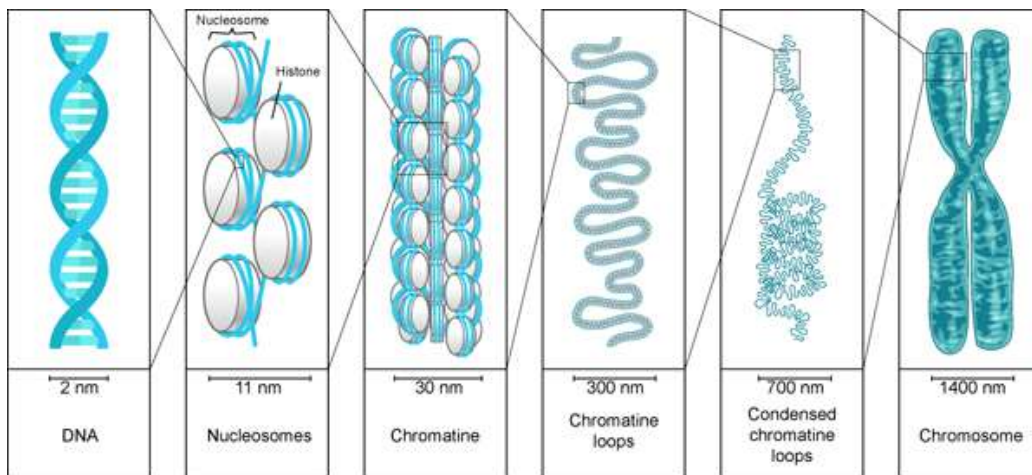 Nucleosome
Histone
2 nm
11 nm
30 nm
300 nm
700 nm
1400 nm
DNA
Nucleosomes
Chromatine
Chromatine
loops
Condensed
chromatine
loops
Chromosome